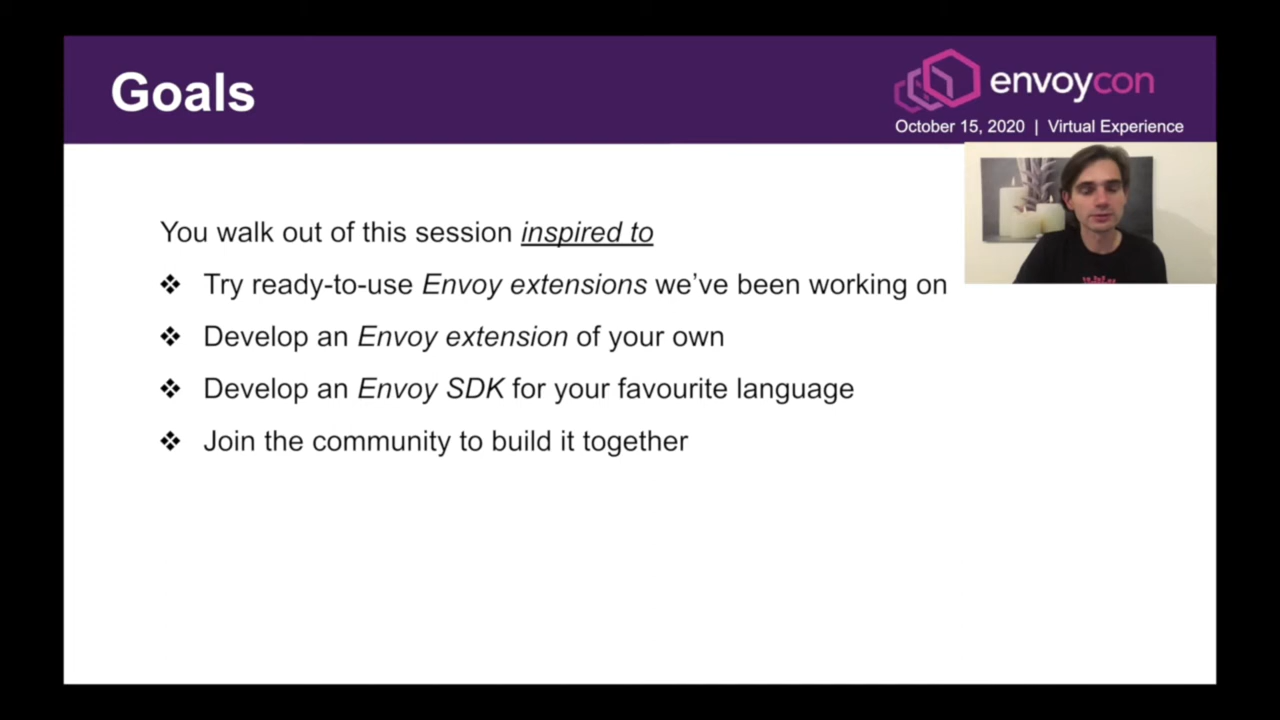 Goals
envoycon
October 15, 2020 | Virtual Experience
You walk out of this session inspired to
❖ Try ready-to-use Envoy extensions we’ve been working on
❖ Develop an Envoy extension of your own
❖ Develop an Envoy SDK for your favourite language
❖ Join the community to build it together